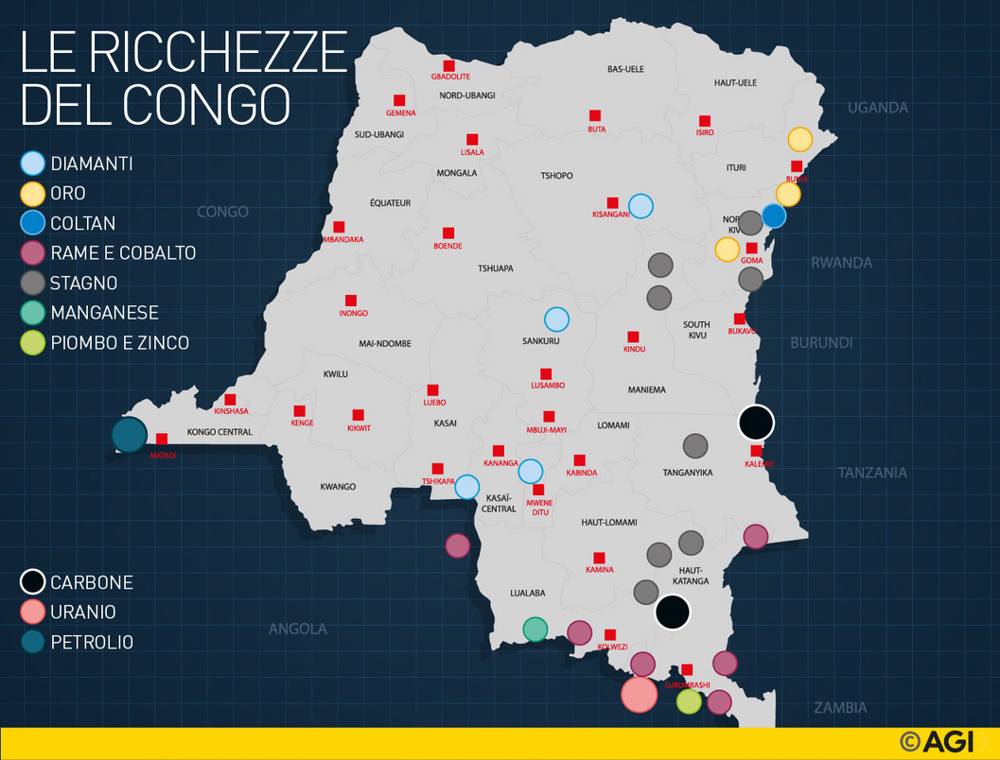 LE RICCHEZZE
DEL CONGO
DIAMANTI
ORO
COLTAN
RAME E COBALTO
STAGNO
MANGANESE
PIOMBO E ZINCO
CARBONE
URANIO
PETROLIO
CONGO
UGANDA
RWANDA
BURUNDI
TANZANIA
ANGOLA
ZAMBIA
BAS-UELE
HAUT-UELE
GBADOLITE
NORD-UBANGI
GEMENA
SUD-UBANGI
BUTA
ISIRO
LISALA
MONGALA
TSHOPO
ITURI
ÉQUATEUR
KISANGANI
MBANDAKA
BOENDE
GOMA
TSHUAPA
INONGO
SOUTH
KIVU
BUKAVU
MAI-NDOMBE
SANKURU
KINDU
KWILU
LUSAMBO
MANIEMA
LUEBO
KINSHASA
KENGE
KIKWIT
KASAI
MBUJI-MAYI
LOMAMI
KONGO CENTRAL
MATADI
KANANGA
KABINDA
TANGANYIKA
KALEMIE
TSHIKAPA
KWANGO
KASAÏ-
CENTRAL
MWENE
DITU
HAUT-LOMAMI
KAMINA
HAUT-
KATANGA
LUALABA
KOLWEZI
©AGI